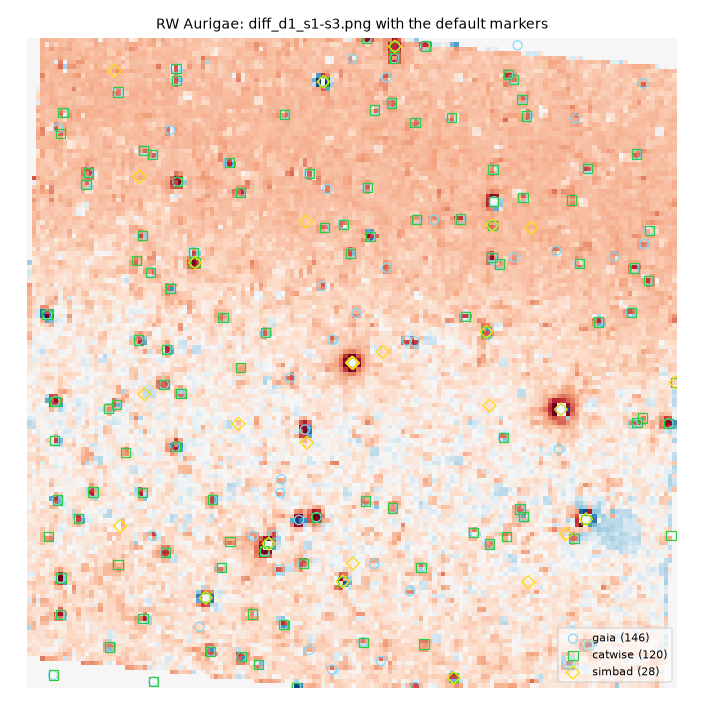 RW Aurigae: diff_d1_s1-s3.png with the default markers
gaia (146)
catwise (120)
simbad (28)